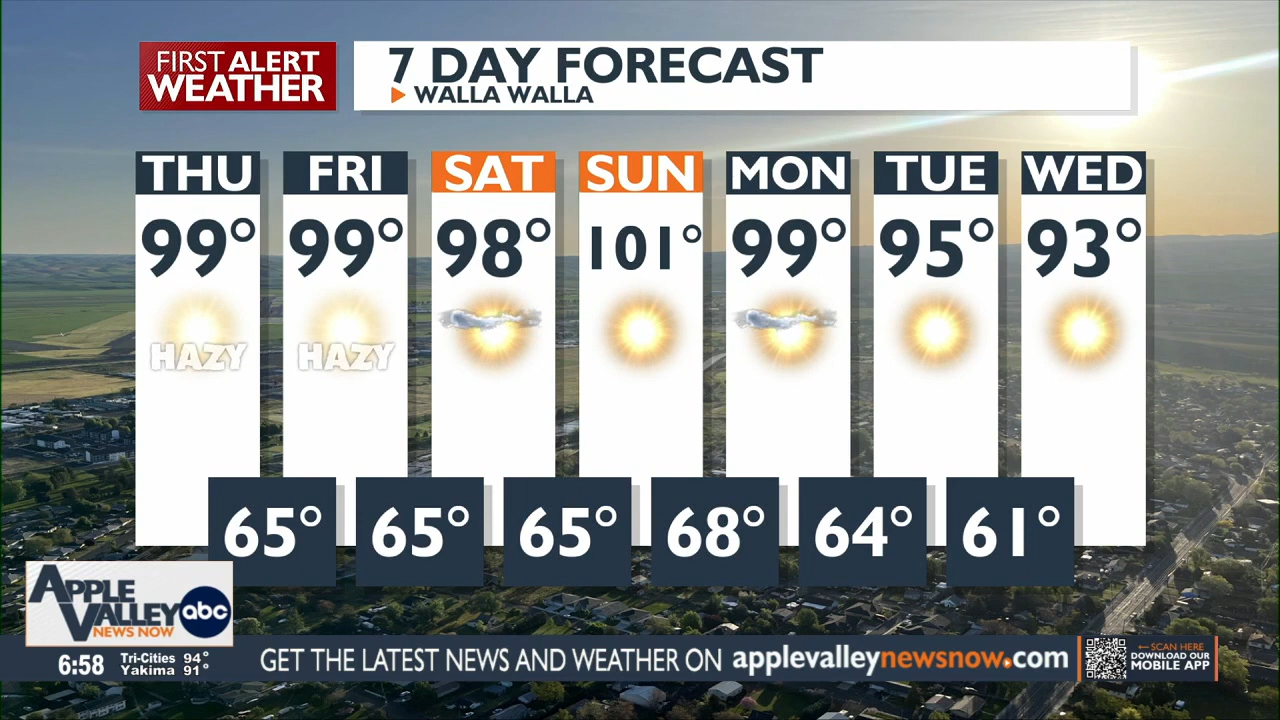 FIRST ALERT
WEATHER
7 DAY FORECAST
WALLA WALLA
THU FRI SAT SUN MON TUE WED
99° 99° 98° 101° 99° 95° 93°
HAZY HAZY
65° 65° 65° 68° 64° 61°
APPLE
VALLEY abc
NEWS NOW
6:58 Tri-Cities 94°
Yakima 91°
GET THE LATEST NEWS AND WEATHER ON applevalleynewsnow.com
SCAN HERE
DOWNLOAD OUR
MOBILE APP